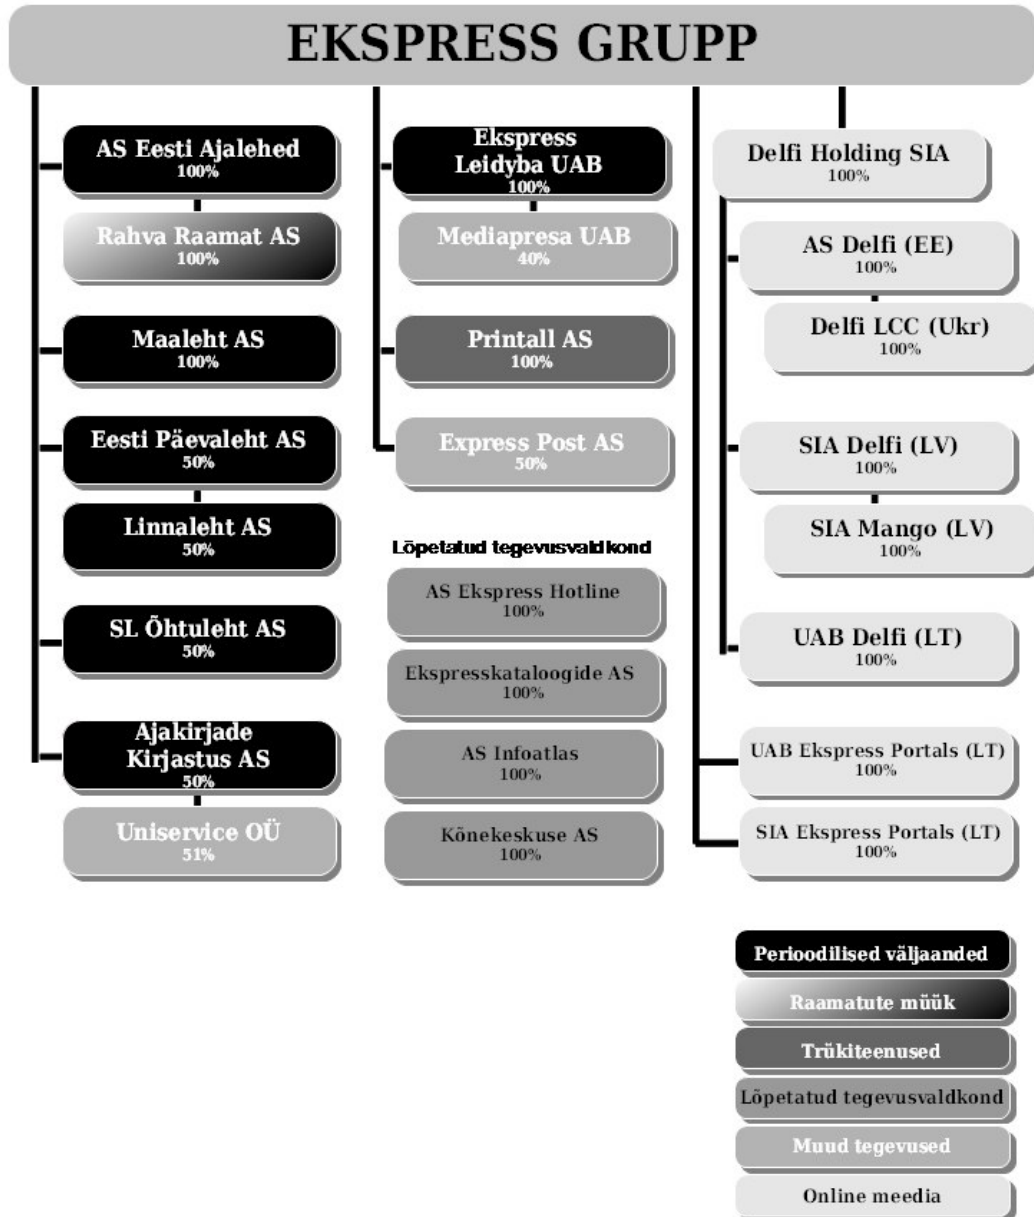 EKSPRESS GRUPP
AS Eesti Ajalehed
100%
Rahva Raamat AS
100%
Maaleht AS
100%
Eesti Päevaleht AS
50%
Linnaleht AS
50%
SL Õhtuleht AS
50%
Ajakirjade
Kirjastus AS
50%
Uniservice OÜ
51%
Ekspress
Leidyba UAB
100%
Mediapresa UAB
40%
Printall AS
100%
Express Post AS
50%
Lõpetatud tegevusvaldkond
AS Ekspress Hotline
100%
Ekspresskataloogide AS
100%
AS Infoatlas
100%
Kõnekeskuse AS
100%
Delfi Holding SIA
100%
AS Delfi (EE)
100%
Delfi LCC (Ukr)
100%
SIA Delfi (LV)
100%
SIA Mango (LV)
100%
UAB Delfi (LT)
100%
UAB Ekspress Portals (LT)
100%
SIA Ekspress Portals (LT)
100%
Perioodilised väljaanded
Raamatute müük
Trükiteenused
Lõpetatud tegevusvaldkond
Muud tegevused
Online meedia